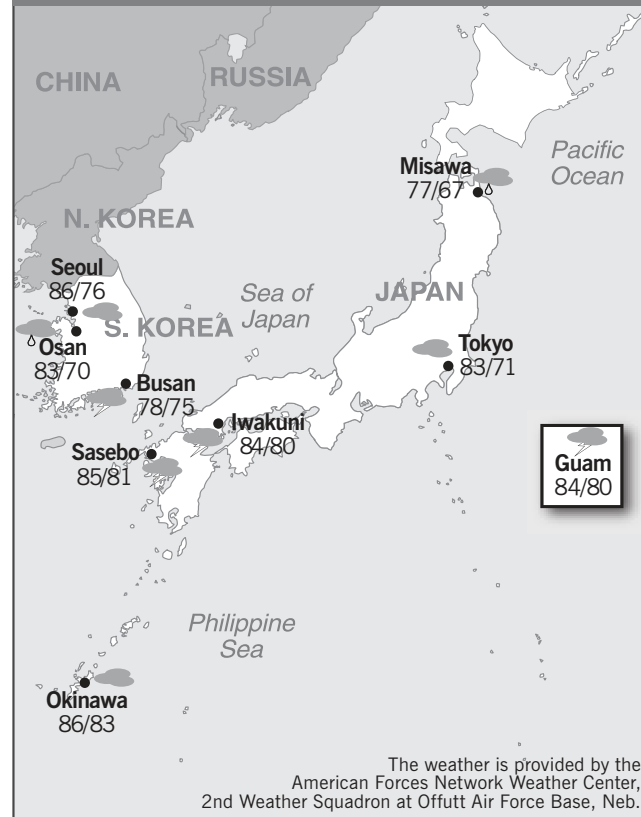 CHINA
RUSSIA
Pacific
Ocean
Misawa
77/67
N. KOREA
Seoul
86/76
Sea of
Japan
JAPAN
S. KOREA
Osan
83/70
Tokyo
83/71
Busan
78/75
Iwakuni
84/80
Sasebo
85/81
Guam
84/80
Philippine
Sea
Okinawa
86/83
The weather is provided by the
American Forces Network Weather Center,
2nd Weather Squadron at Offutt Air Force Base, Neb.